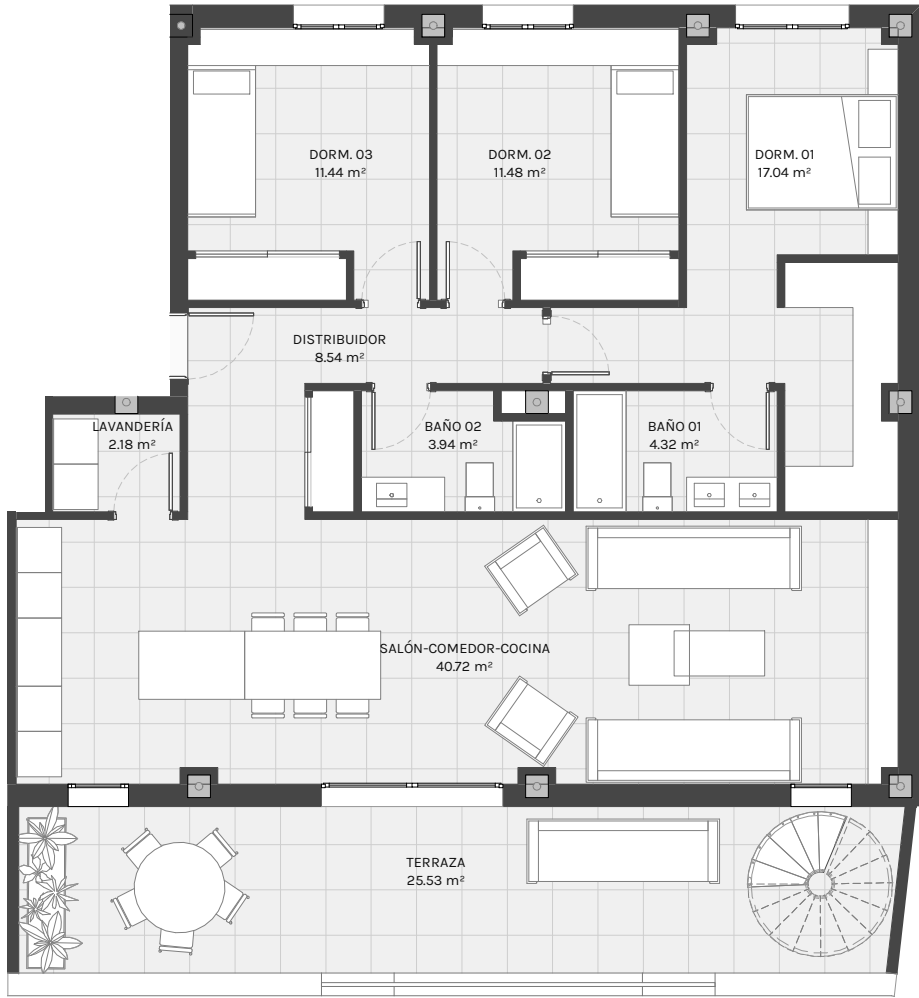 DORM. 03
11.44 m²
DORM. 02
11.48 m²
DORM. 01
17.04 m²
DISTRIBUIDOR
8.54 m²
LAVANDERÍA
2.18 m²
BAÑO 02
3.94 m²
BAÑO 01
4.32 m²
SALÓN-COMEDOR-COCINA
40.72 m²
TERRAZA
25.53 m²